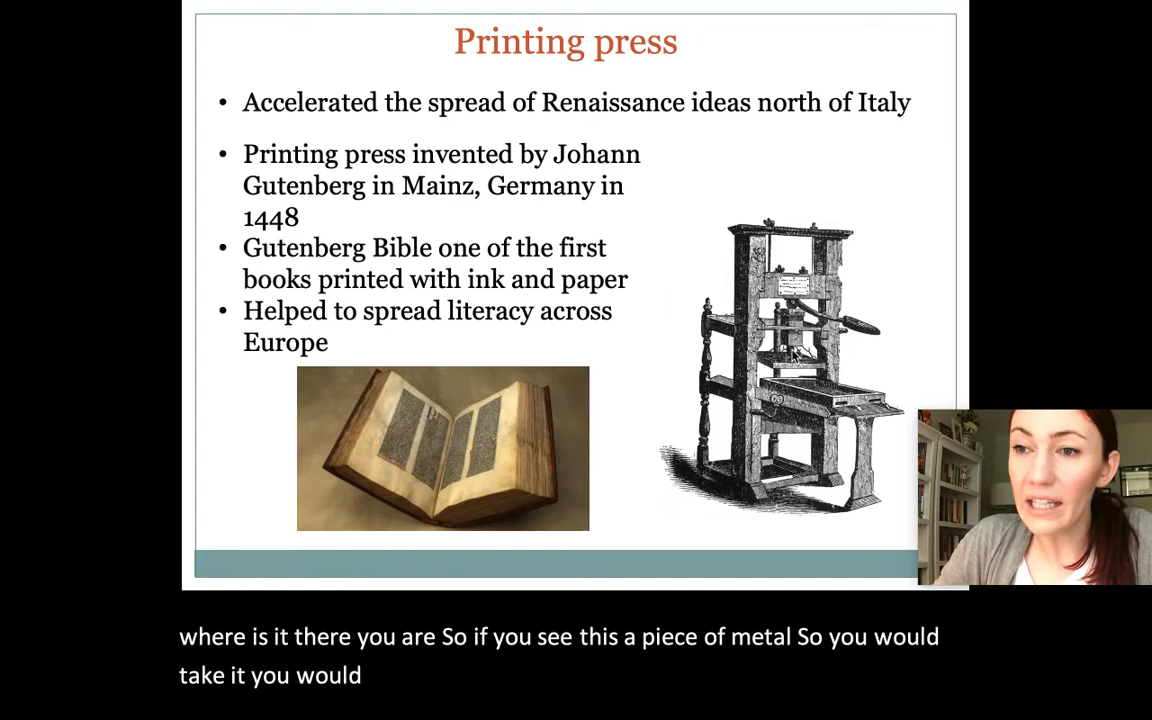 Printing press
• Accelerated the spread of Renaissance ideas north of Italy
• Printing press invented by Johann
Gutenberg in Mainz, Germany in
1448
• Gutenberg Bible one of the first
books printed with ink and paper
• Helped to spread literacy across
Europe
where is it there you are So if you see this a piece of metal So you would
take it you would